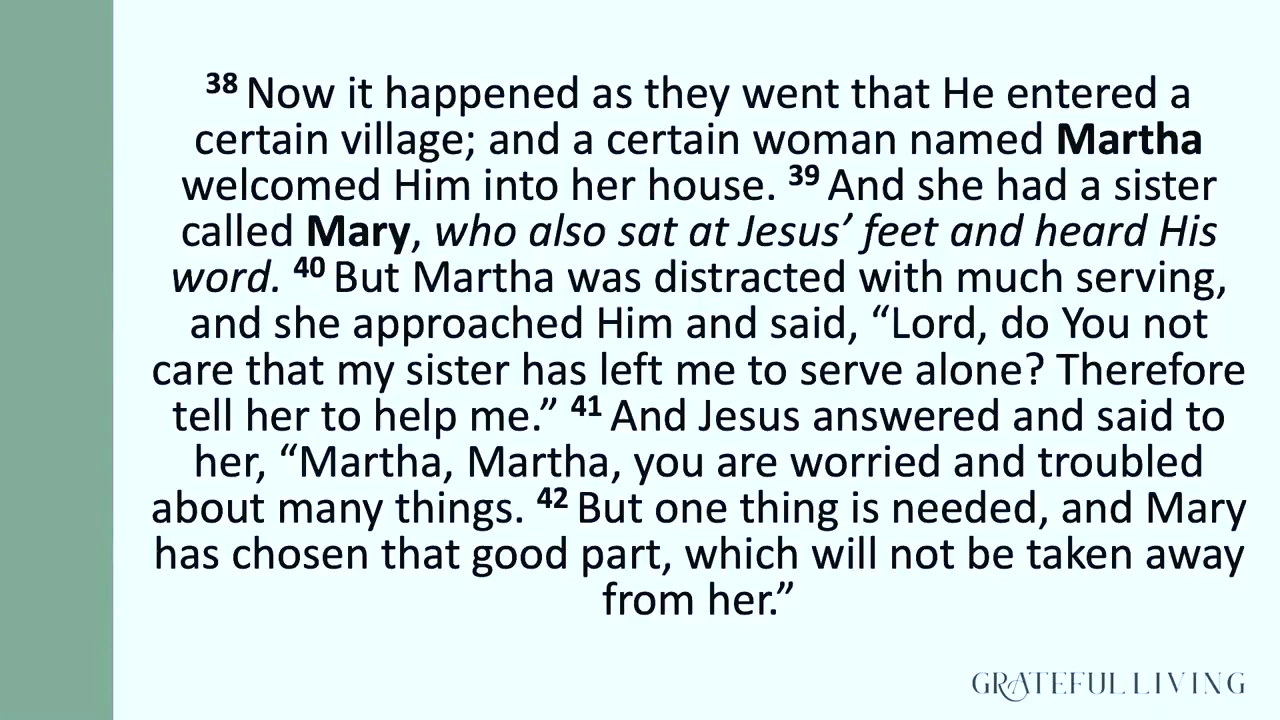 38 Now it happened as they went that He entered a
certain village; and a certain woman named Martha
welcomed Him into her house. 39 And she had a sister
called Mary, who also sat at Jesus’ feet and heard His
word. 40 But Martha was distracted with much serving,
and she approached Him and said, “Lord, do You not
care that my sister has left me to serve alone? Therefore
tell her to help me.” 41 And Jesus answered and said to
her, “Martha, Martha, you are worried and troubled
about many things. 42 But one thing is needed, and Mary
has chosen that good part, which will not be taken away
from her.”
GRATEFUL LIVING